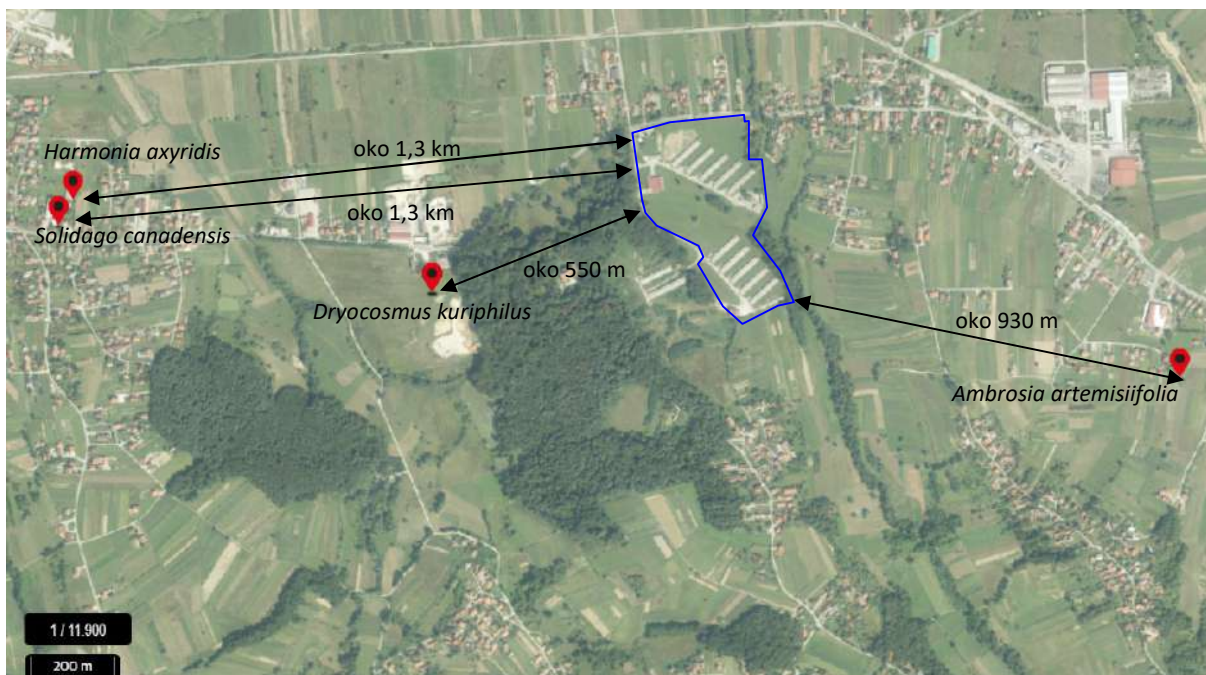 Harmonia axyridis
oko 1,3 km
oko 1,3 km
Solidago canadensis
oko 550 m
Dryocosmus kuriphilus
oko 930 m
Ambrosia artemisiifolia
1 / 11.900
200 m